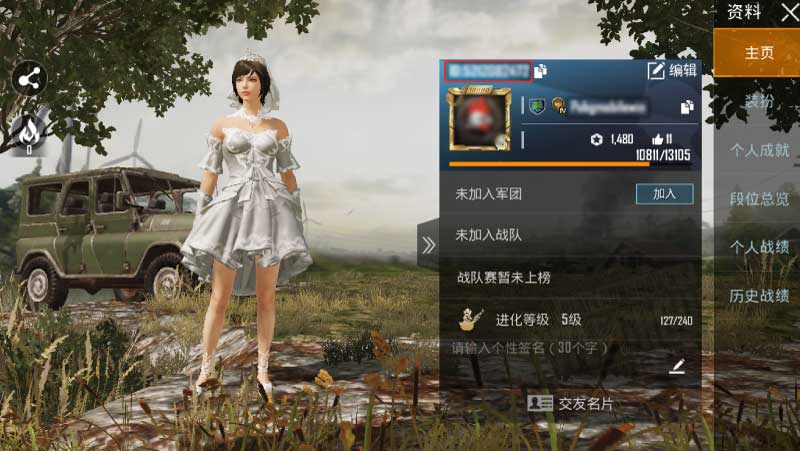 资料
主页
编辑
装扮
IV
1,480
11
个人成就
10811/13105
未加入军团
加入
段位总览
未加入战队
个人战绩
战队赛暂未上榜
历史战绩
进化等级 5级
127/240
请输入个性签名（30个字）
交友名片